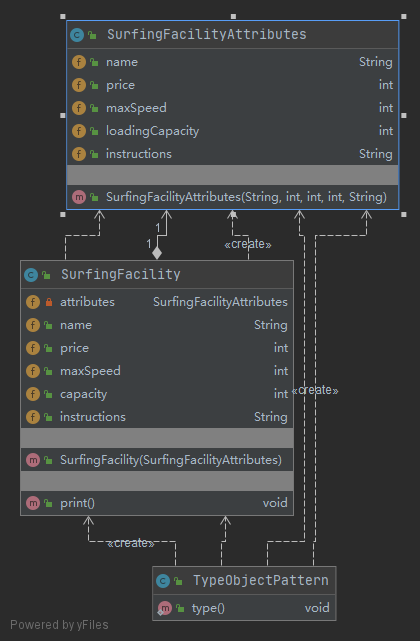 SurfingFacilityAttributes
name String
price int
maxSpeed int
loadingCapacity int
instructions String
SurfingFacilityAttributes(String, int, int, int, String)
1
1
«create»
SurfingFacility
attributes SurfingFacilityAttributes
name String
price int
maxSpeed int
capacity int
instructions String
«create»
SurfingFacility(SurfingFacilityAttributes)
print() void
«create»
TypeObjectPattern
type() void
Powered by yFiles